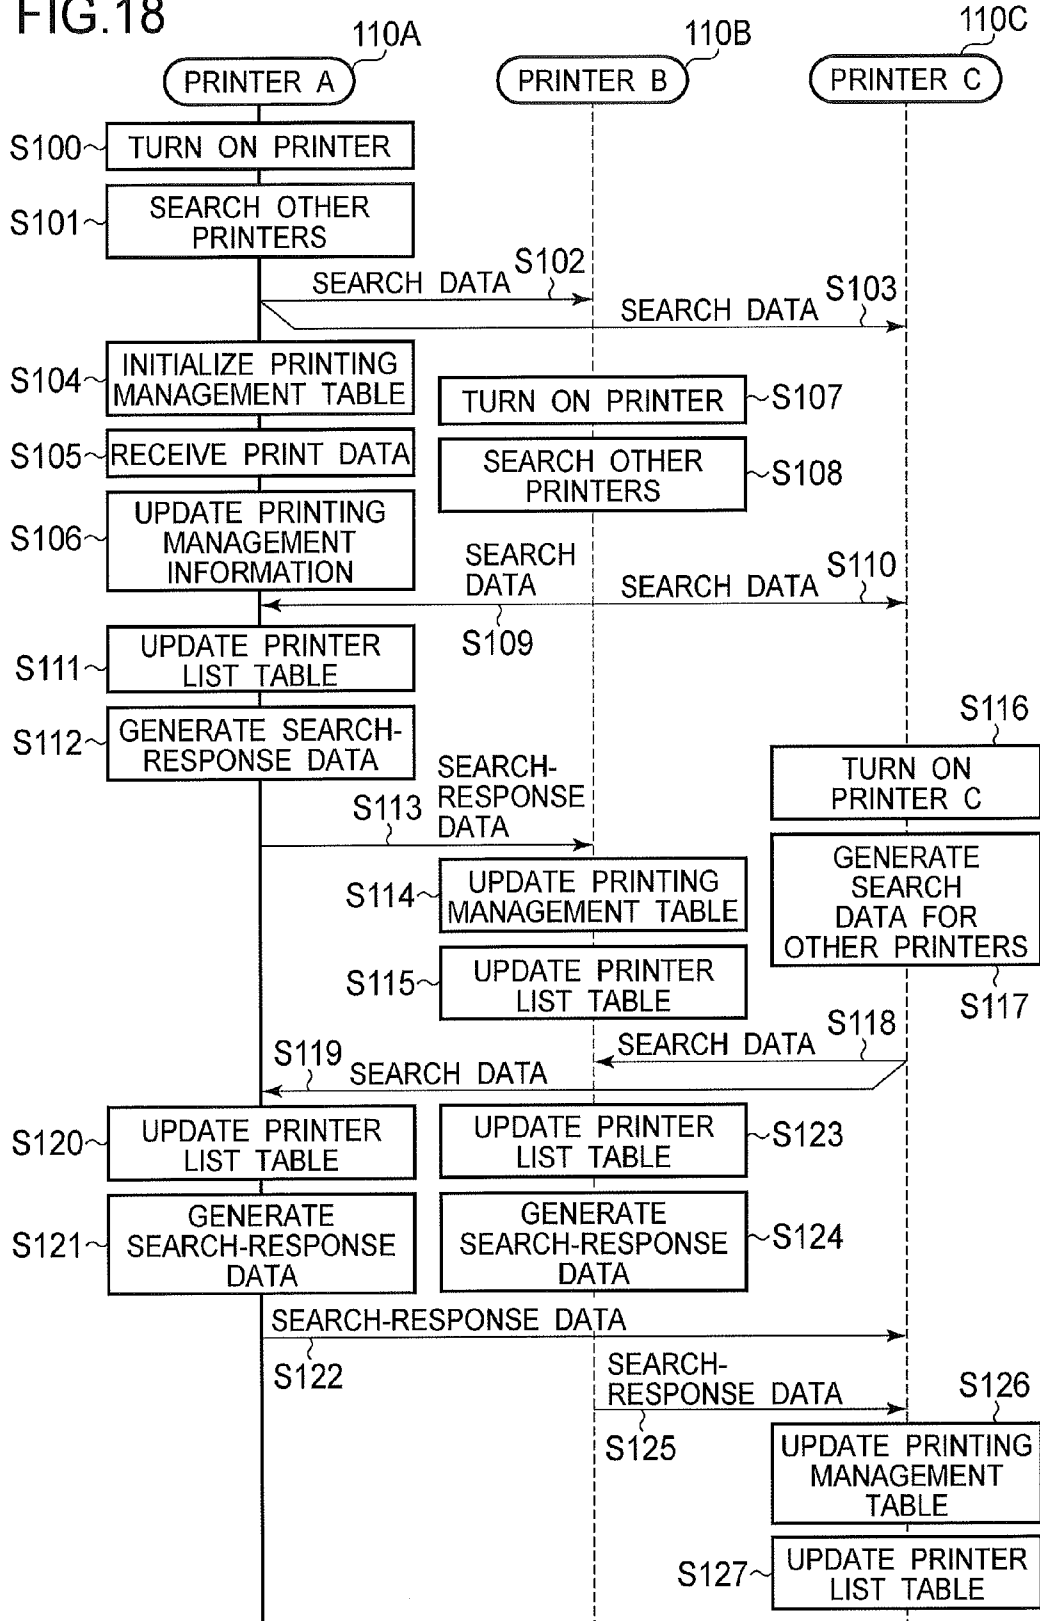 FIG.18
110A
110B
110C
PRINTER A
PRINTER B
PRINTER C
S100
TURN ON PRINTER
S101
SEARCH OTHER
PRINTERS
SEARCH DATA
S102
SEARCH DATA
S103
S104
INITIALIZE PRINTING
MANAGEMENT TABLE
TURN ON PRINTER
S107
S105
RECEIVE PRINT DATA
SEARCH OTHER
PRINTERS
S108
S106
UPDATE PRINTING
MANAGEMENT
INFORMATION
SEARCH
DATA
SEARCH DATA
S110
S109
S111
UPDATE PRINTER
LIST TABLE
S112
GENERATE SEARCH-
RESPONSE DATA
S116
TURN ON
PRINTER C
S113
SEARCH-
RESPONSE
DATA
S114
UPDATE PRINTING
MANAGEMENT TABLE
GENERATE
SEARCH
DATA FOR
OTHER PRINTERS
S115
UPDATE PRINTER
LIST TABLE
S117
SEARCH DATA
S118
S119
SEARCH DATA
S120
UPDATE PRINTER
LIST TABLE
UPDATE PRINTER
LIST TABLE
S123
S121
GENERATE
SEARCH-RESPONSE
DATA
GENERATE
SEARCH-RESPONSE
DATA
S124
SEARCH-RESPONSE DATA
S122
SEARCH-
RESPONSE DATA
S125
S126
UPDATE PRINTING
MANAGEMENT
TABLE
S127
UPDATE PRINTER
LIST TABLE